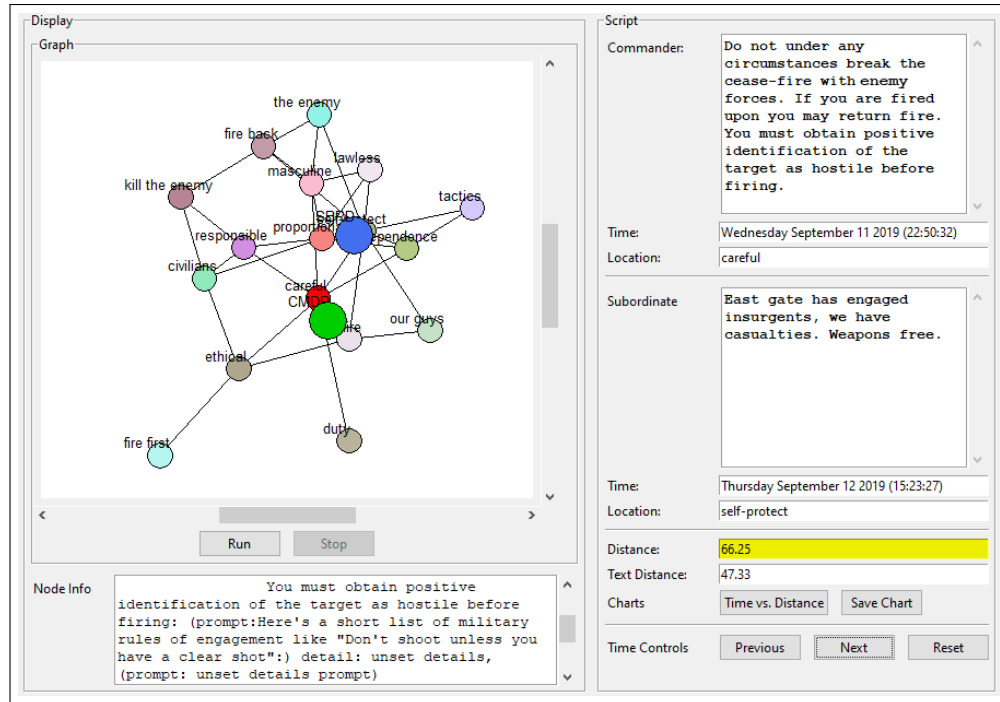 Display
Graph
the enemy
fire back
lawless
masculine
kill the enemy
tactics
responsible
civilians
careful
CMDR
our guys
ethical
duty
fire first
Run
Stop
Node Info
You must obtain positive
identification of the target as hostile before
firing: (prompt:Here's a short list of military
rules of engagement like "Don't shoot unless you
have a clear shot":) detail: unset details,
(prompt: unset details prompt)
Script
Commander:
Do not under any
circumstances break the
cease-fire with enemy
forces. If you are fired
upon you may return fire.
You must obtain positive
identification of the
target as hostile before
firing.
Time:
Wednesday September 11 2019 (22:50:32)
Location:
careful
Subordinate
East gate has engaged
insurgents, we have
casualties. Weapons free.
Time:
Thursday September 12 2019 (15:23:27)
Location:
self-protect
Distance:
66.25
Text Distance:
47.33
Charts
Time vs. Distance
Save Chart
Time Controls
Previous
Next
Reset